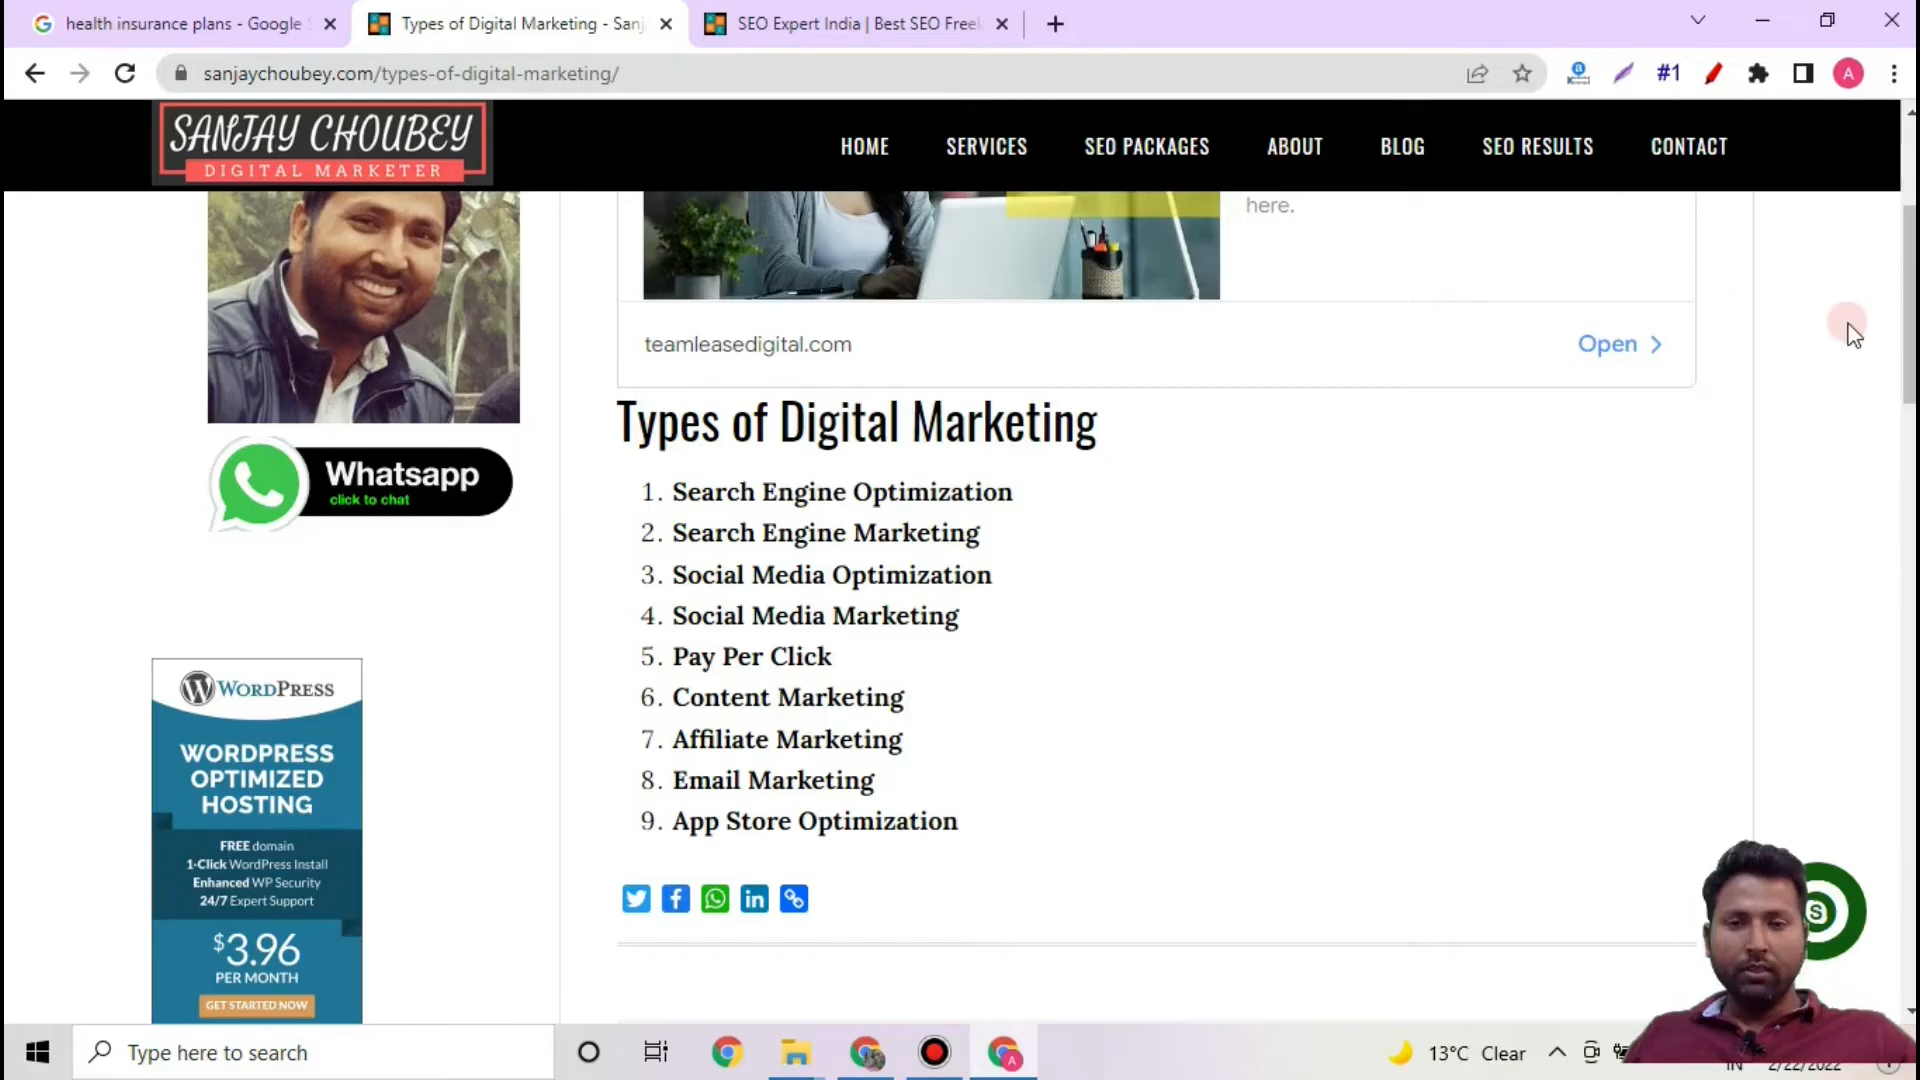 health insurance plans - Google
Types of Digital Marketing - Sanj
SEO Expert India | Best SEO Free
sanjaychoubey.com/types-of-digital-marketing/
#1
A
SANJAY CHOUBEY
DIGITAL MARKETER
HOME
SERVICES
SEO PACKAGES
ABOUT
BLOG
SEO RESULTS
CONTACT
here.
teamleasedigital.com
Open
Types of Digital Marketing
Whatsapp
click to chat
1. Search Engine Optimization
2. Search Engine Marketing
3. Social Media Optimization
4. Social Media Marketing
5. Pay Per Click
6. Content Marketing
7. Affiliate Marketing
8. Email Marketing
9. App Store Optimization
WORDPRESS
WORDPRESS
OPTIMIZED
HOSTING
FREE domain
1-Click WordPress Install
Enhanced WP Security
24/7 Expert Support
$3.96
PER MONTH
GET STARTED NOW
Type here to search
13°C Clear
IN
2/22/2022